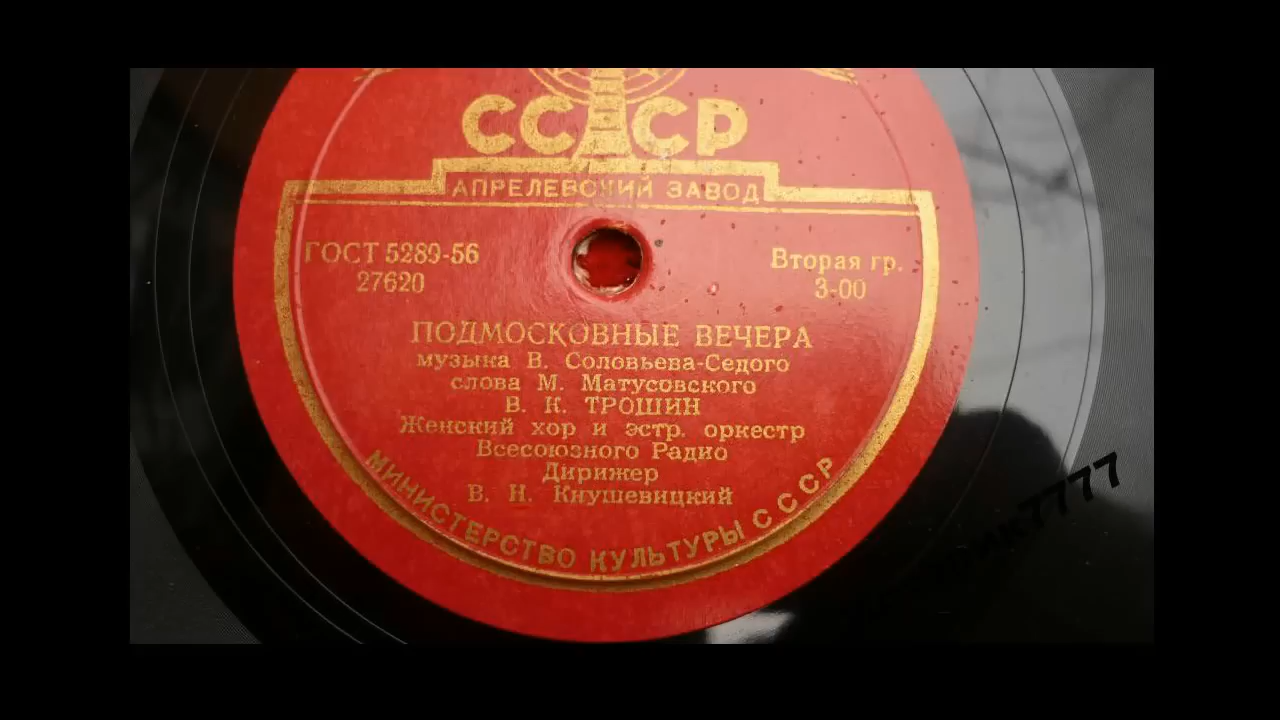 СССР
АПРЕЛЕВСКИЙ ЗАВОД
ГОСТ 5289-56
27620
Вторая гр.
3-00
ПОДМОСКОВНЫЕ ВЕЧЕРА
музыка В. Соловьева-Седого
слова М. Матусовского
В. К. ТРОШИН
Женский хор и эстр. оркестр
Всесоюзного Радио
Дирижер
В. Н. Кнушевицкий
МИНИСТЕРСТВО КУЛЬТУРЫ СССР